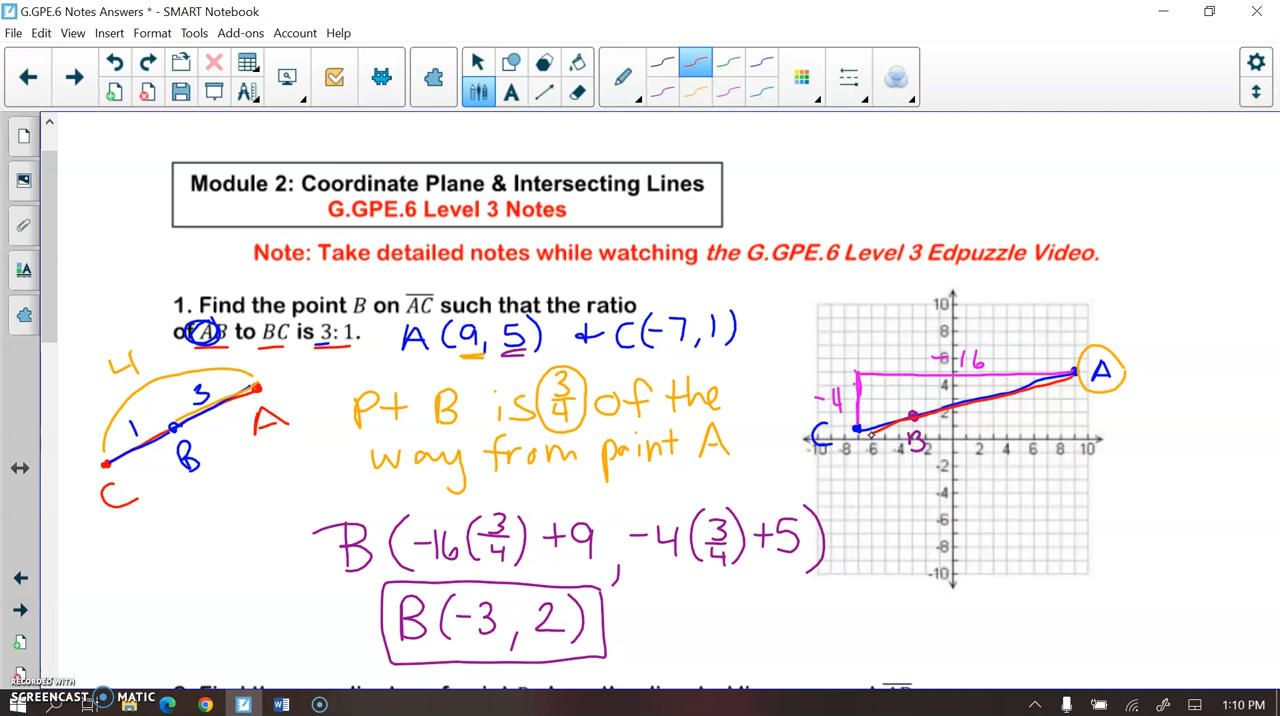 G.GPE.6 Notes Answers * - SMART Notebook
File Edit View Insert Format Tools Add-ons Account Help
Module 2: Coordinate Plane & Intersecting Lines
G.GPE.6 Level 3 Notes
Note: Take detailed notes while watching the G.GPE.6 Level 3 Edpuzzle Video.
1. Find the point B on AC such that the ratio
of AB to BC is 3: 1.
A (9, 5) + C(-7, 1)
4
3
1
A
B
C
pt B is 3/4 of the
way from point A
B (-16(3/4) +9, -4(3/4)+5)
B(-3, 2)
-16
-4
A
C
B
10
8
6
4
2
-10 -8 -6 -4 -2 2 4 6 8 10
-2
-4
-6
-8
-10
RECORDED WITH
SCREENCAST MATIC
1:10 PM